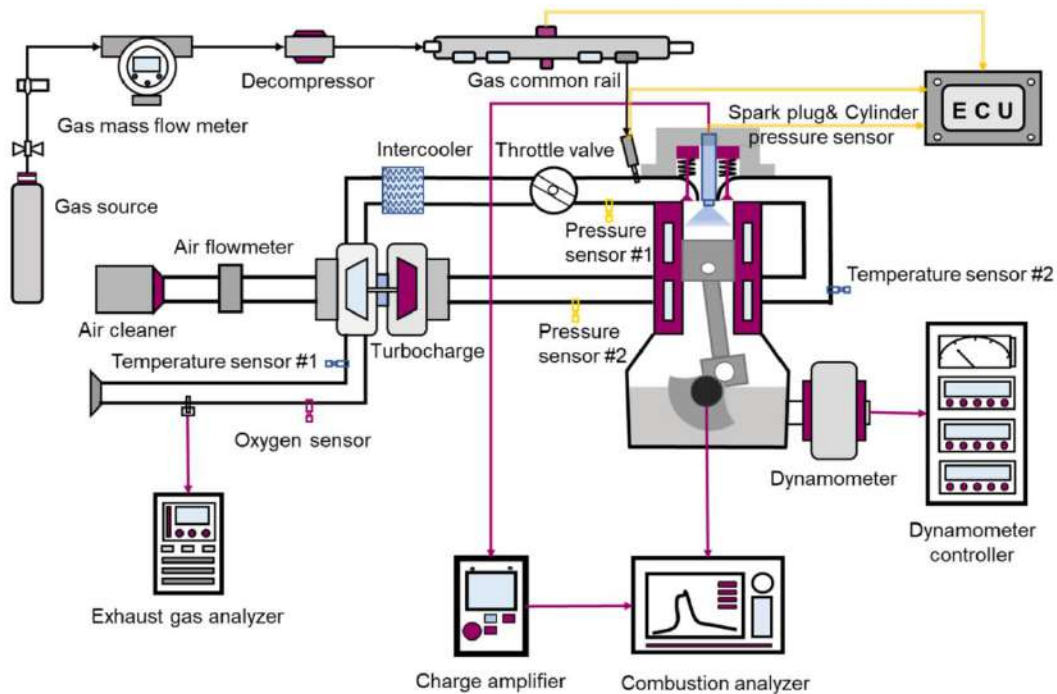 Decompressor
Gas common rail
Gas mass flow meter
ECU
Spark plug& Cylinder
pressure sensor
Intercooler
Throttle valve
Gas source
Air flowmeter
Pressure
sensor #1
Temperature sensor #2
Air cleaner
Temperature sensor #1
Turbocharge
Pressure
sensor #2
Oxygen sensor
Dynamometer
Dynamometer
controller
Exhaust gas analyzer
Charge amplifier
Combustion analyzer